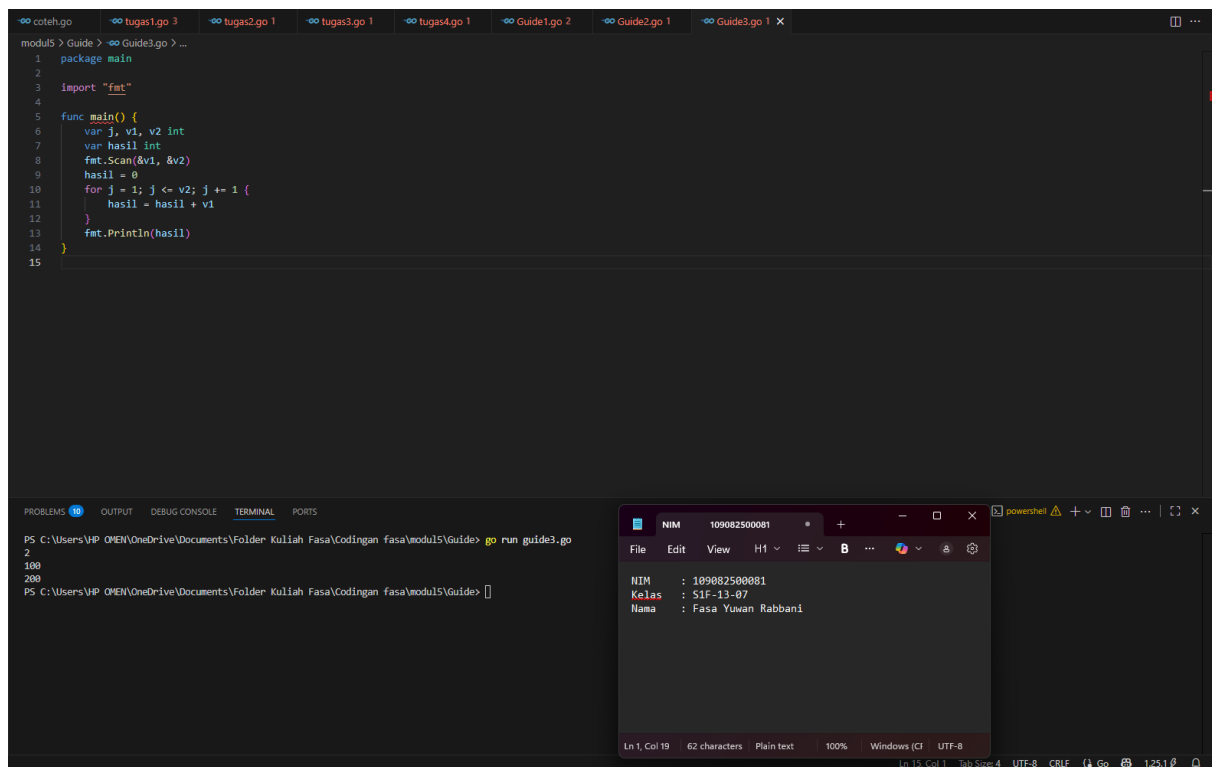 coteh.go tugas1.go 3 tugas2.go 1 tugas3.go 1 tugas4.go 1 Guide1.go 2 Guide2.go 1 Guide3.go 1
modul5 > Guide > Guide3.go > ...
1 package main
2
3 import "fmt"
4
5 func main() {
6 var j, v1, v2 int
7 var hasil int
8 fmt.Scan(&v1, &v2)
9 hasil = 0
10 for j = 1; j <= v2; j += 1 {
11 hasil = hasil + v1
12 }
13 fmt.Println(hasil)
14 }
15
PROBLEMS 10 OUTPUT DEBUG CONSOLE TERMINAL PORTS
powershell
PS C:\Users\HP OMEN\OneDrive\Documents\Folder Kuliah Fasa\Codingan fasa\modul5\Guide> go run guide3.go
2
100
200
PS C:\Users\HP OMEN\OneDrive\Documents\Folder Kuliah Fasa\Codingan fasa\modul5\Guide>
NIM 109082500081
File Edit View H1 B
NIM : 109082500081
Kelas : S1F-13-07
Nama : Fasa Yuwan Rabbani
Ln 1, Col 19 62 characters Plain text 100% Windows (CF UTF-8
Ln 15, Col 1 Tab Size: 4 UTF-8 CRLF Go 1.25.1